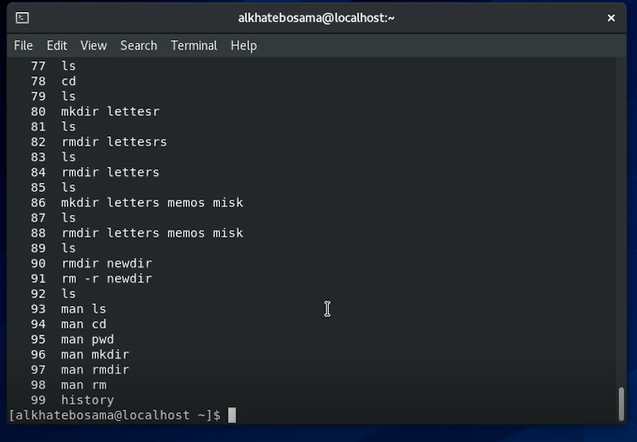 alkhatebosama@localhost:~
File Edit View Search Terminal Help
77 ls
78 cd
79 ls
80 mkdir lettesr
81 ls
82 rmdir lettesrs
83 ls
84 rmdir letters
85 ls
86 mkdir letters memos misk
87 ls
88 rmdir letters memos misk
89 ls
90 rmdir newdir
91 rm -r newdir
92 ls
93 man ls
94 man cd
95 man pwd
96 man mkdir
97 man rmdir
98 man rm
99 history
[alkhatebosama@localhost ~]$